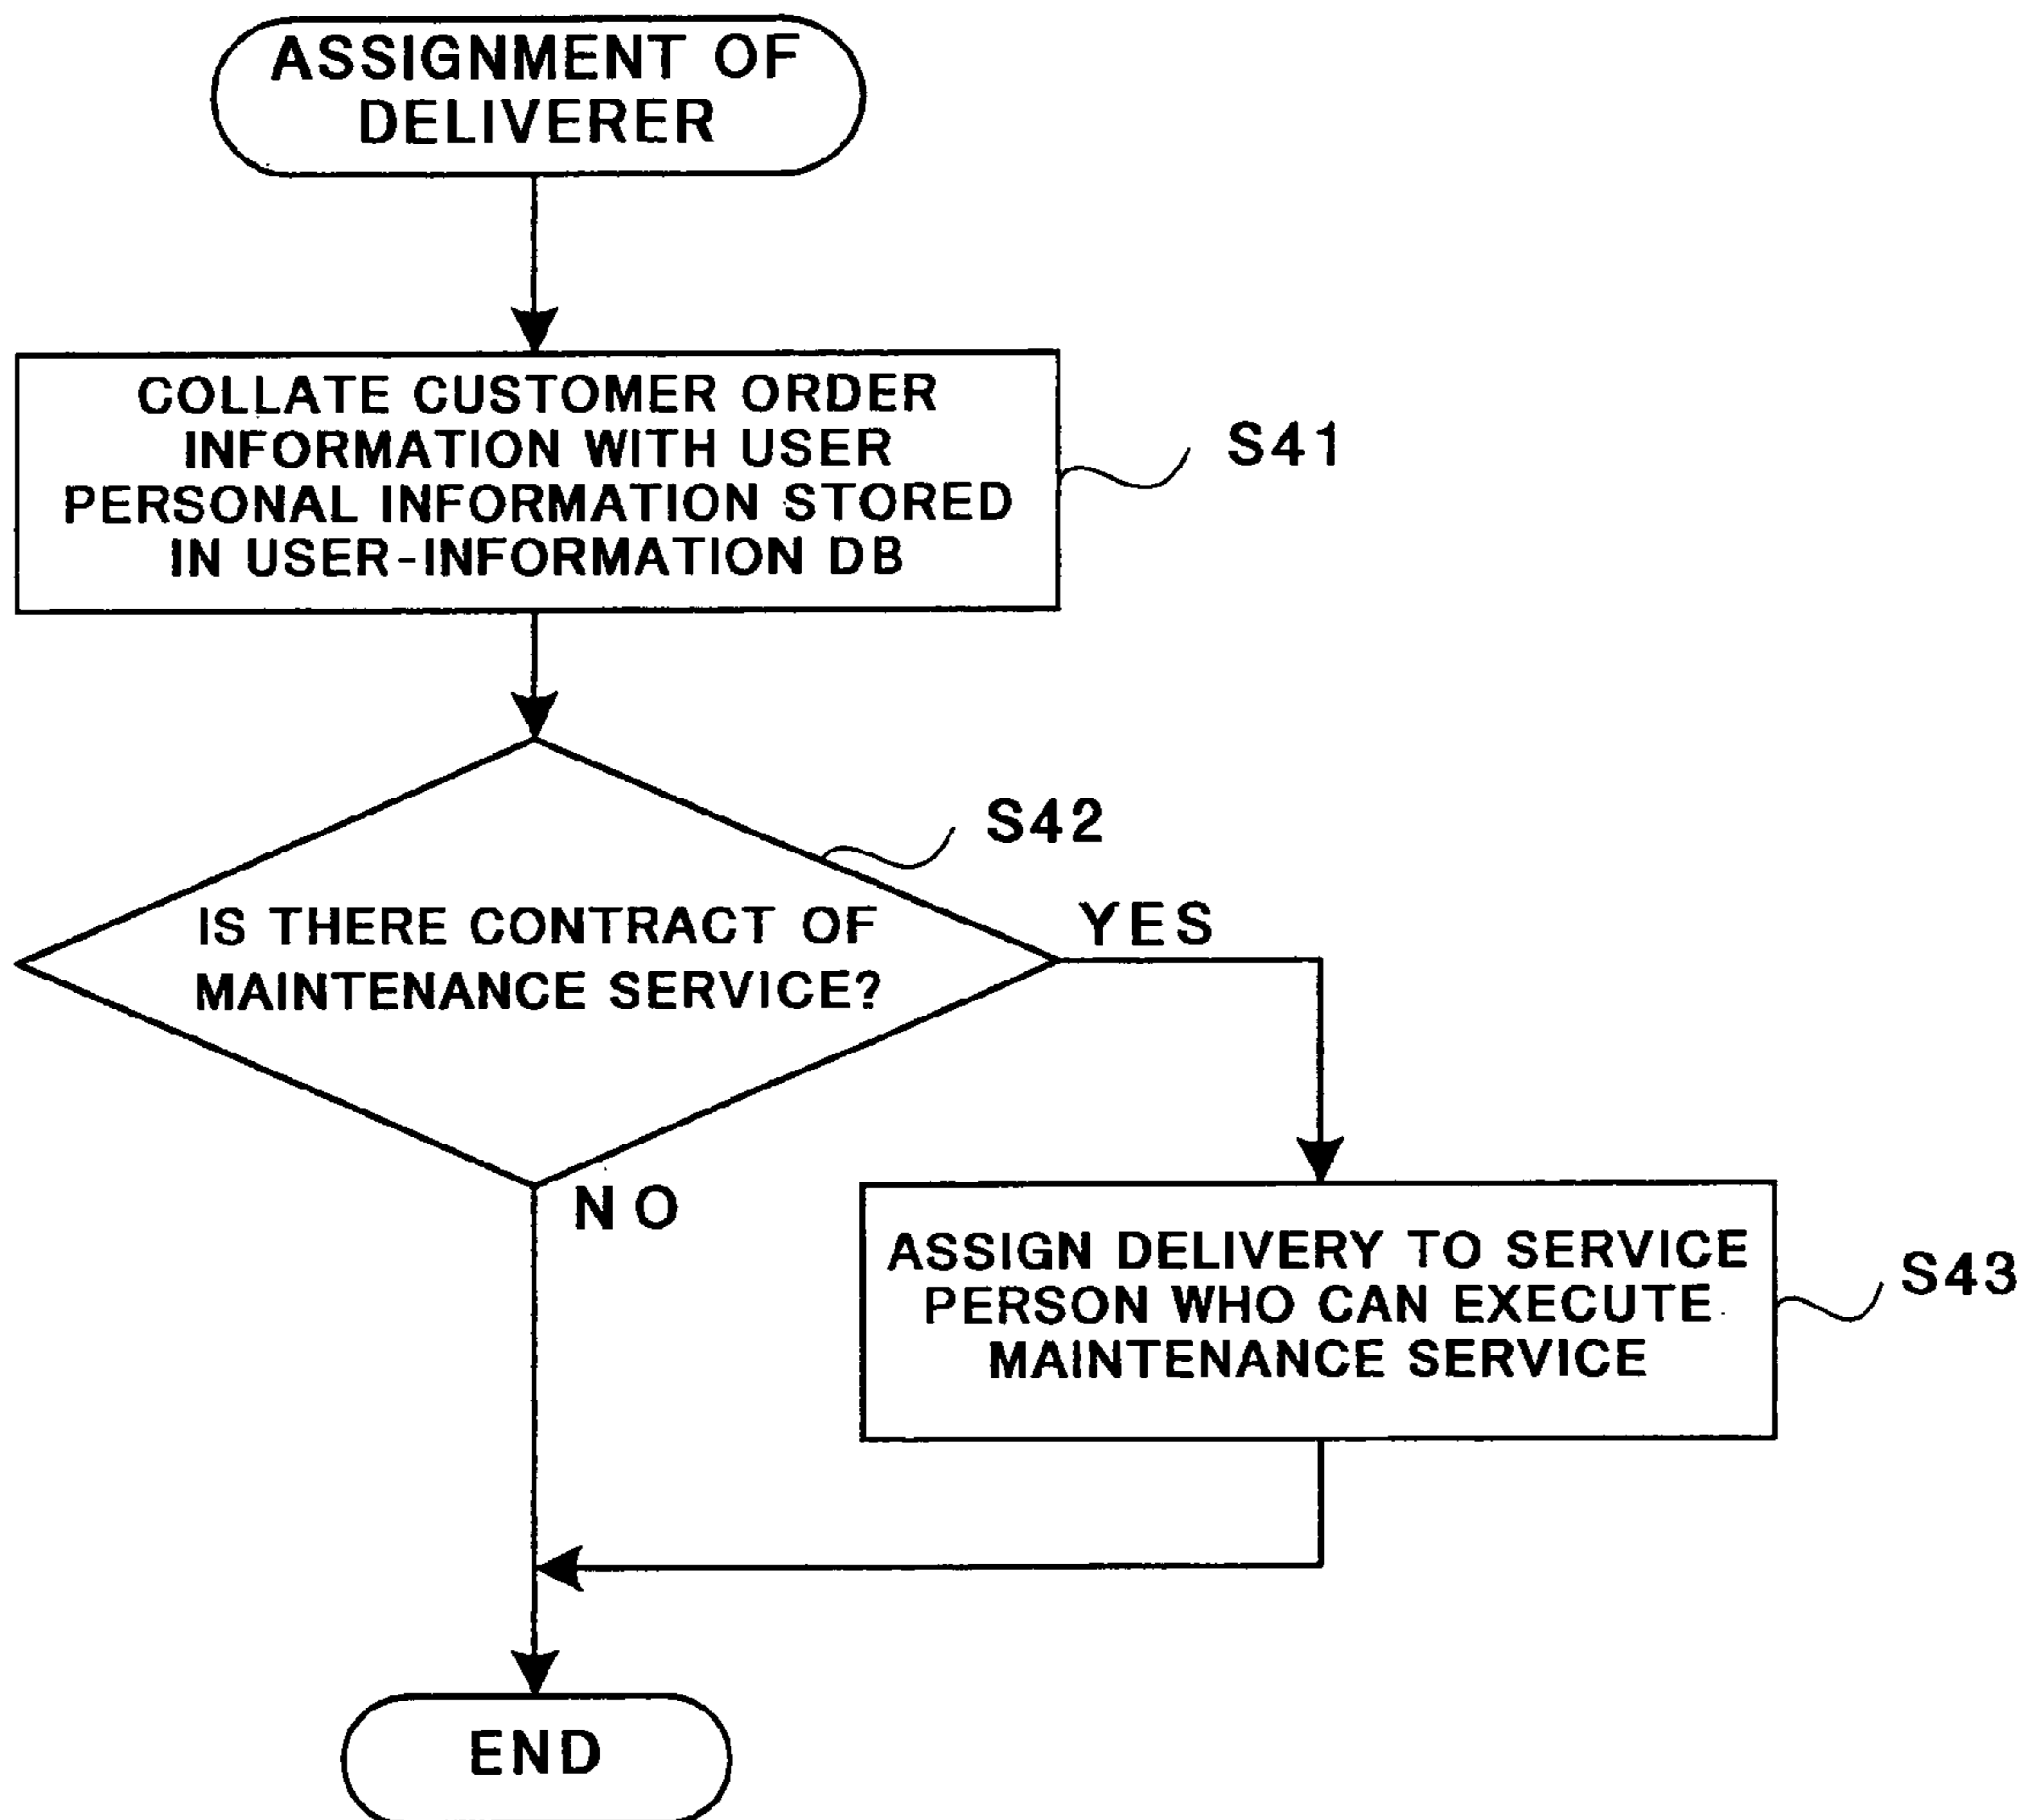 ASSIGNMENT OF
DELIVERER
COLLATE CUSTOMER ORDER
INFORMATION WITH USER
PERSONAL INFORMATION STORED
IN USER-INFORMATION DB
S41
S42
IS THERE CONTRACT OF
MAINTENANCE SERVICE?
YES
NO
ASSIGN DELIVERY TO SERVICE
PERSON WHO CAN EXECUTE
MAINTENANCE SERVICE
S43
END